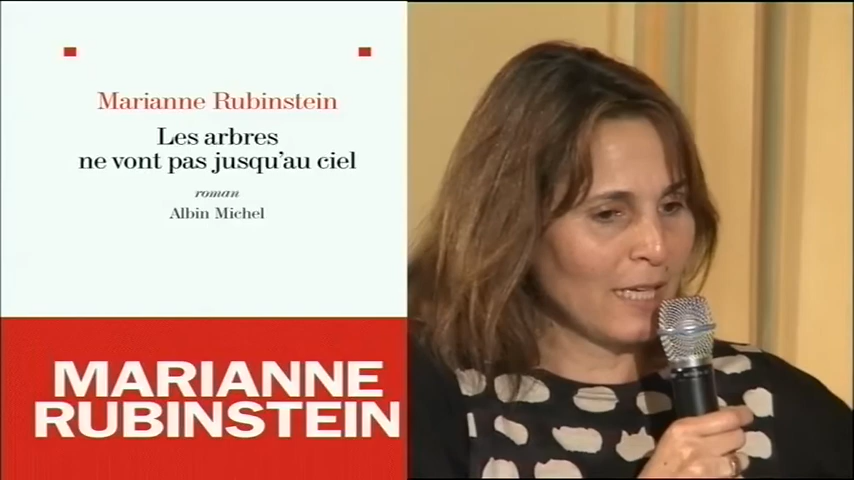 Marianne Rubinstein
Les arbres
ne vont pas jusqu'au ciel
roman
Albin Michel
MARIANNE
RUBINSTEIN